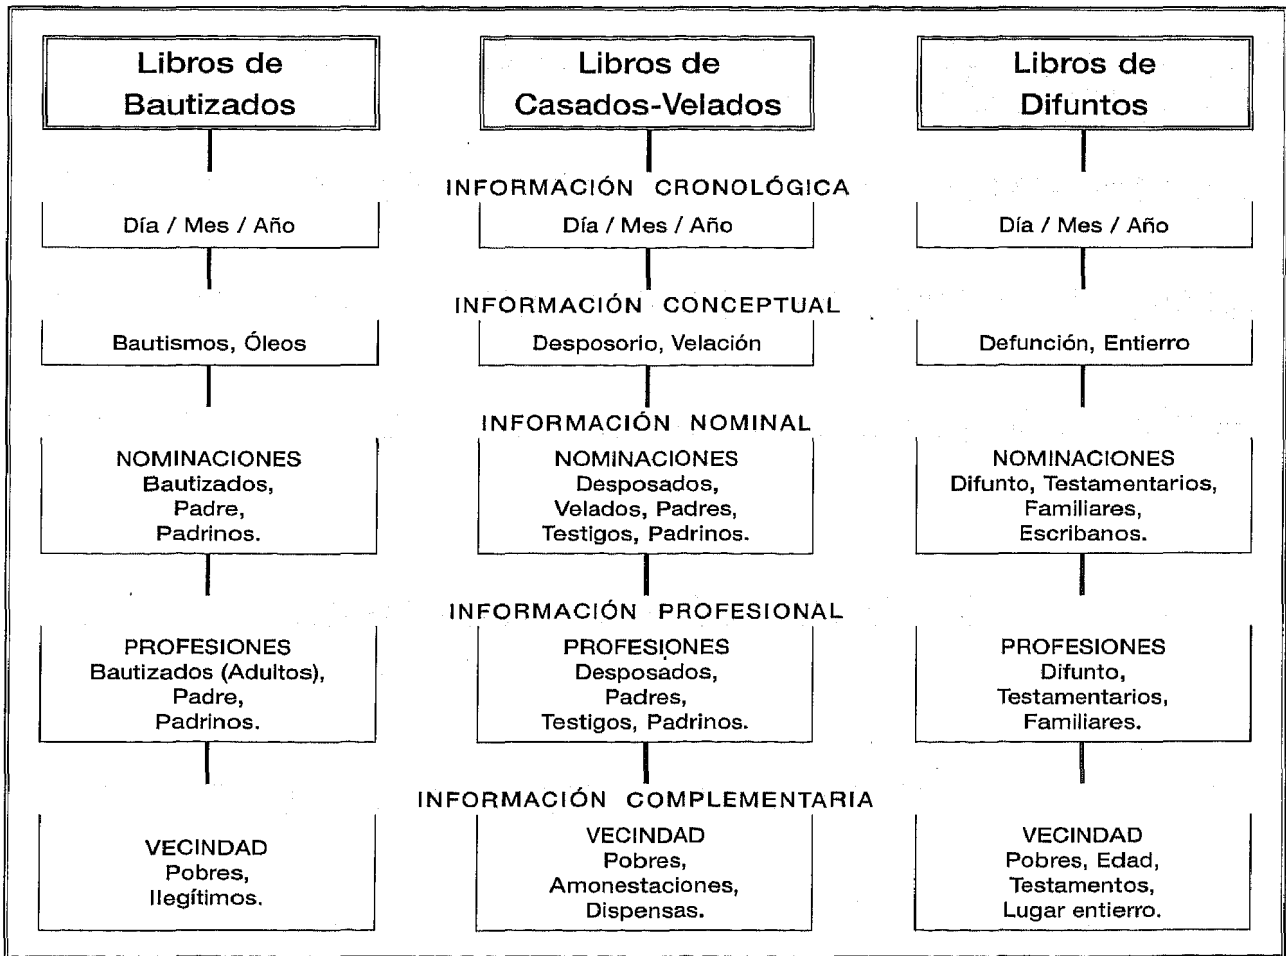 Libros de
Bautizados
Libros de
Casados-Velados
Libros de
Difuntos
INFORMACIÓN CRONOLÓGICA
Día / Mes / Año
Día / Mes / Año
Día / Mes / Año
INFORMACIÓN CONCEPTUAL
Bautismos, Óleos
Desposorio, Velación
Defunción, Entierro
INFORMACIÓN NOMINAL
NOMINACIONES
Bautizados,
Padre,
Padrinos.
NOMINACIONES
Desposados,
Velados, Padres,
Testigos, Padrinos.
NOMINACIONES
Difunto, Testamentarios,
Familiares,
Escribanos.
INFORMACIÓN PROFESIONAL
PROFESIONES
Bautizados (Adultos),
Padre,
Padrinos.
PROFESIONES
Desposados,
Padres,
Testigos, Padrinos.
PROFESIONES
Difunto,
Testamentarios,
Familiares.
INFORMACIÓN COMPLEMENTARIA
VECINDAD
Pobres,
Ilegítimos.
VECINDAD
Pobres,
Amonestaciones,
Dispensas.
VECINDAD
Pobres, Edad,
Testamentos,
Lugar entierro.